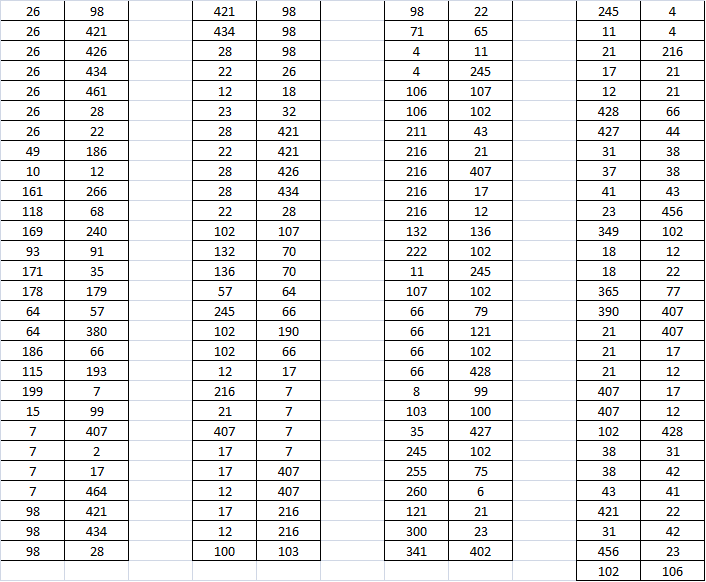 26 98 421 98 98 22 245 4
26 421 434 98 71 65 11 4
26 426 28 98 4 11 21 216
26 434 22 26 4 245 17 21
26 461 12 18 106 107 12 21
26 28 23 32 106 102 428 66
26 22 28 421 211 43 427 44
49 186 22 421 216 21 31 38
10 12 28 426 216 407 37 38
161 266 28 434 216 17 41 43
118 68 22 28 216 12 23 456
169 240 102 107 132 136 349 102
93 91 132 70 222 102 18 12
171 35 136 70 11 245 18 22
178 179 57 64 107 102 365 77
64 57 245 66 66 79 390 407
64 380 102 190 66 121 21 407
186 66 102 66 66 102 21 17
115 193 12 17 66 428 21 12
199 7 216 7 8 99 407 17
15 99 21 7 103 100 407 12
7 407 407 7 35 427 102 428
7 2 17 7 245 102 38 31
7 17 17 407 255 75 38 42
7 464 12 407 260 6 43 41
98 421 17 216 121 21 421 22
98 434 12 216 300 23 31 42
98 28 100 103 341 402 456 23
102 106